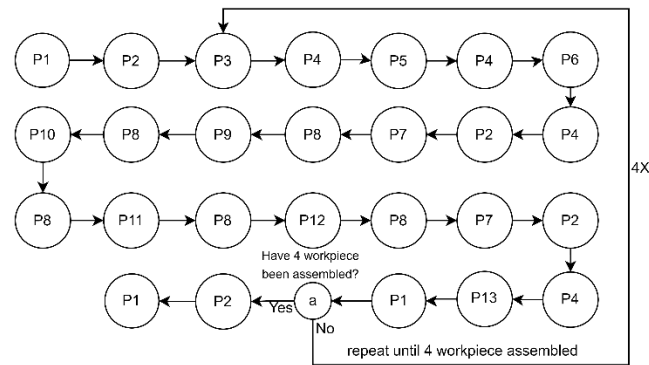 P1 P2 P3 P4 P5 P4 P6
P10 P8 P9 P8 P7 P2 P4
4X
P8 P11 P8 P12 P8 P7 P2
Have 4 workpiece
been assembled?
P1 P2 a P1 P13 P4
Yes
No
repeat until 4 workpiece assembled